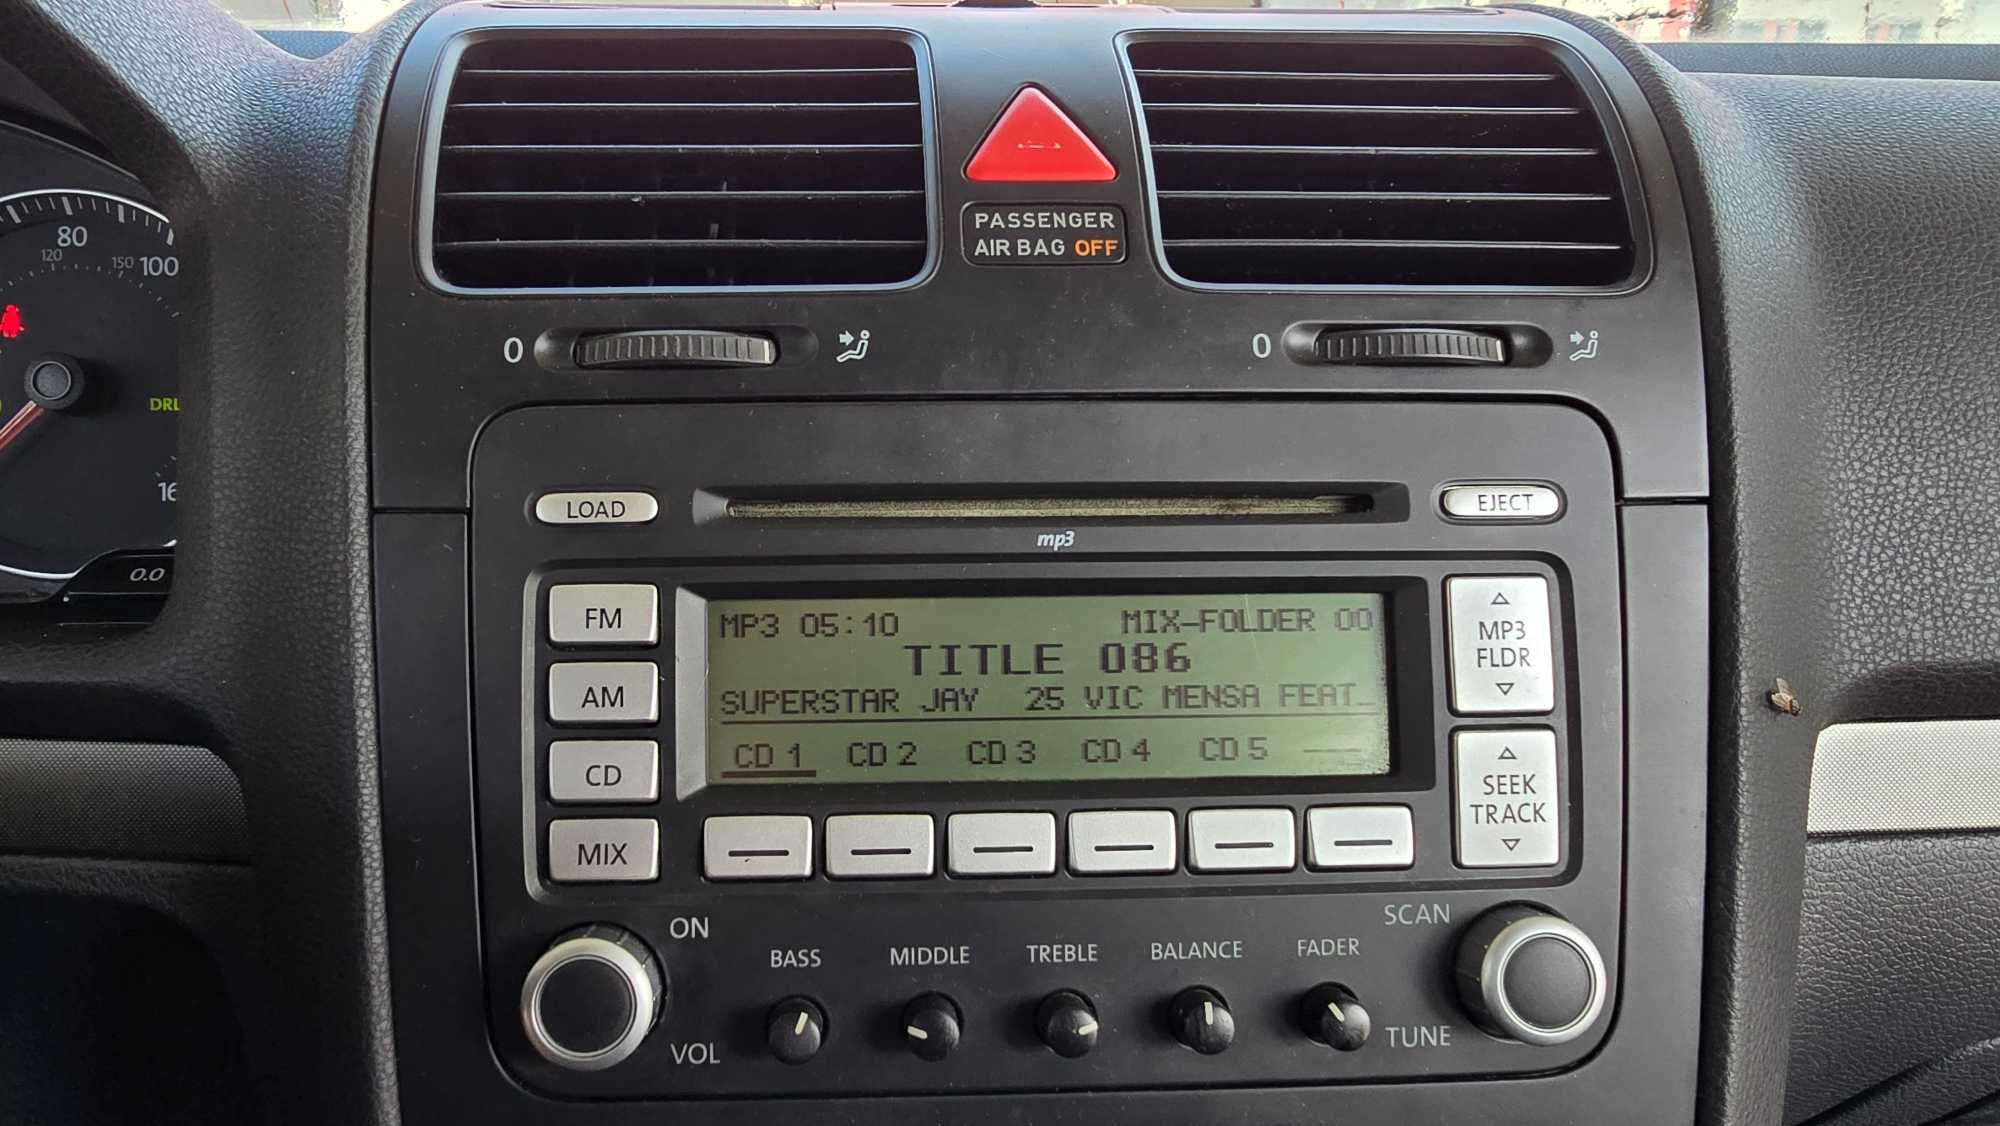 80
120
150 100
DRL
0.0
PASSENGER
AIR BAG OFF
0
0
LOAD
EJECT
mp3
FM
AM
CD
MIX
MP3 05:10 MIX-FOLDER 00
TITLE 086
SUPERSTAR JAY 25 VIC MENSA FEAT…
CD 1 CD 2 CD 3 CD 4 CD 5
MP3
FLDR
SEEK
TRACK
ON
VOL
BASS
MIDDLE
TREBLE
BALANCE
FADER
SCAN
TUNE